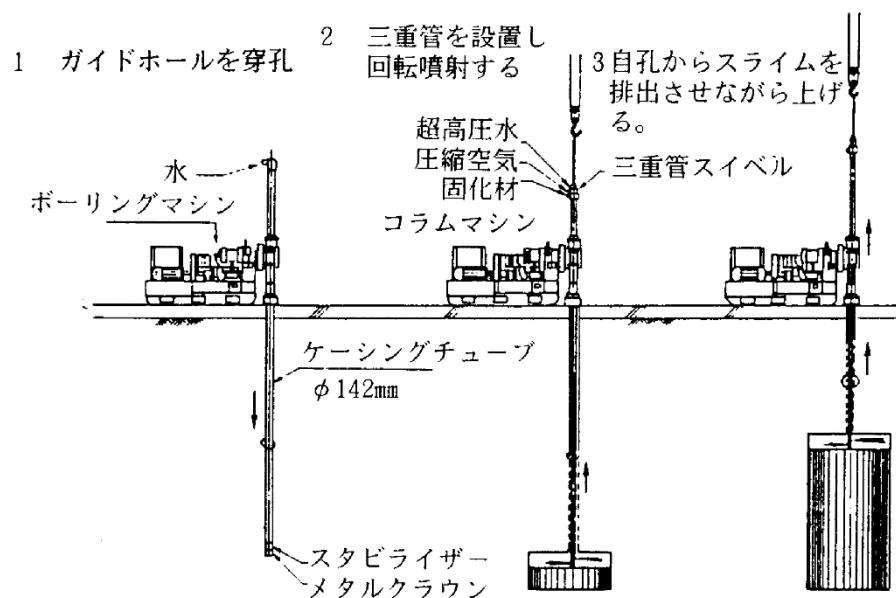 1 ガイドホールを穿孔
2 三重管を設置し
回転噴射する
3 自孔からスライムを
排出させながら上げ
る。
水
ボーリングマシン
超高圧水
圧縮空気
固化材
三重管スイベル
コラムマシン
ケーシングチューブ
φ142mm
スタビライザー
メタルクラウン